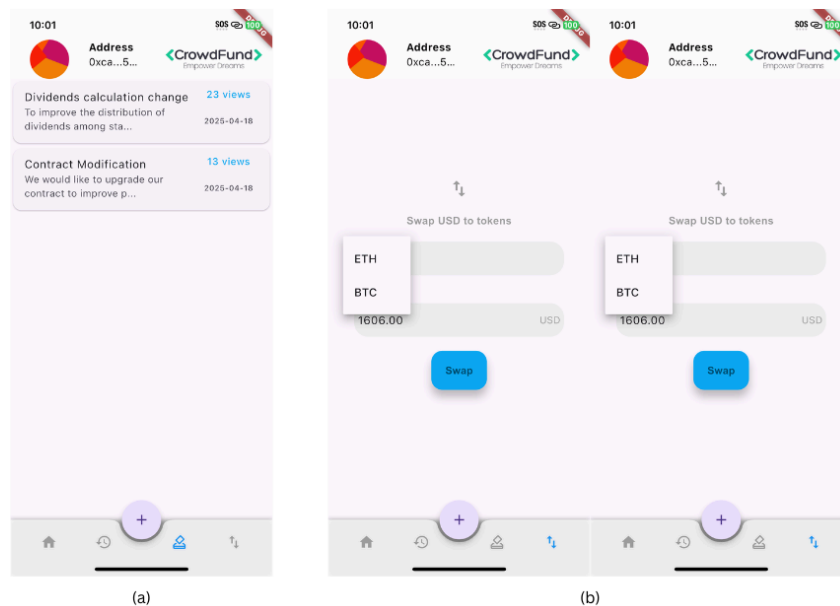 10:01
SOS 100
DEBUG
Address
0xca...5...
<CrowdFund>
Empower Dreams
Dividends calculation change
23 views
To improve the distribution of
dividends among sta...
2025-04-18
Contract Modification
13 views
We would like to upgrade our
contract to improve p...
2025-04-18
+
(a)
10:01
SOS 100
Address
0xca...5...
<CrowdFund>
Empower Dreams
Swap USD to tokens
ETH
BTC
1606.00
USD
Swap
+
10:01
SOS 100
Address
0xca...5...
<CrowdFund>
Empower Dreams
Swap USD to tokens
ETH
BTC
1606.00
USD
Swap
+
(b)